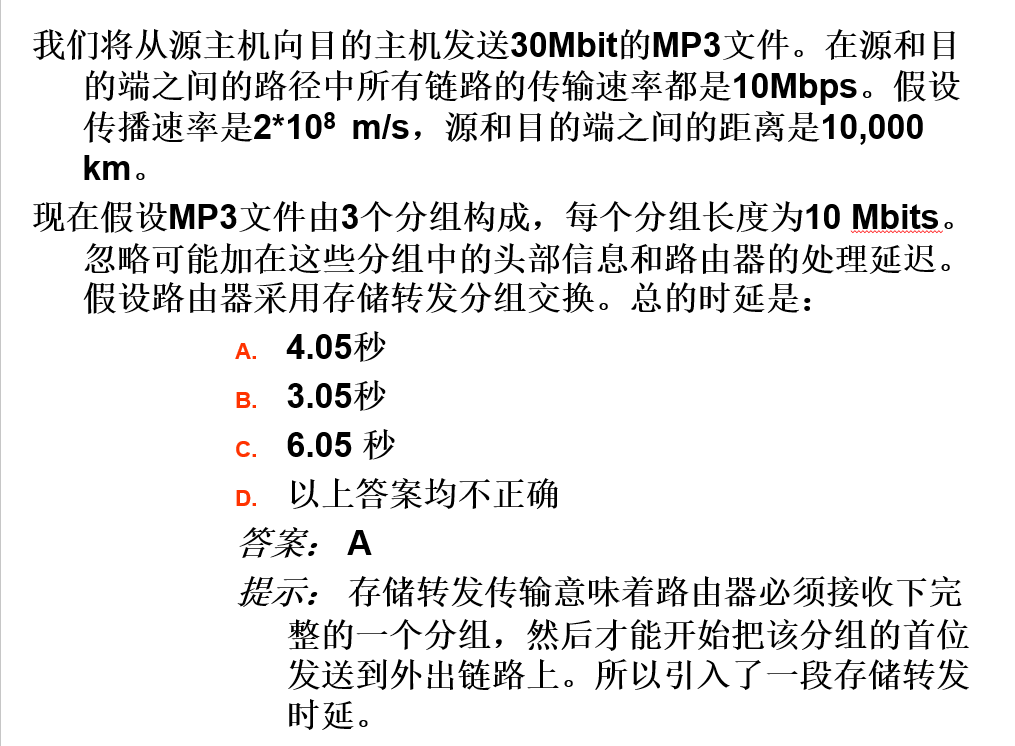 我们将从源主机向目的主机发送30Mbit的MP3文件。在源和目
的端之间的路径中所有链路的传输速率都是10Mbps。假设
传播速率是2*10⁸ m/s，源和目的端之间的距离是10,000
km。
现在假设MP3文件由3个分组构成，每个分组长度为10 Mbits。
忽略可能加在这些分组中的头部信息和路由器的处理延迟。
假设路由器采用存储转发分组交换。总的时延是：
A. 4.05秒
B. 3.05秒
C. 6.05 秒
D. 以上答案均不正确
答案： A
提示： 存储转发传输意味着路由器必须接收下完
整的一个分组，然后才能开始把该分组的首位
发送到外出链路上。所以引入了一段存储转发
时延。